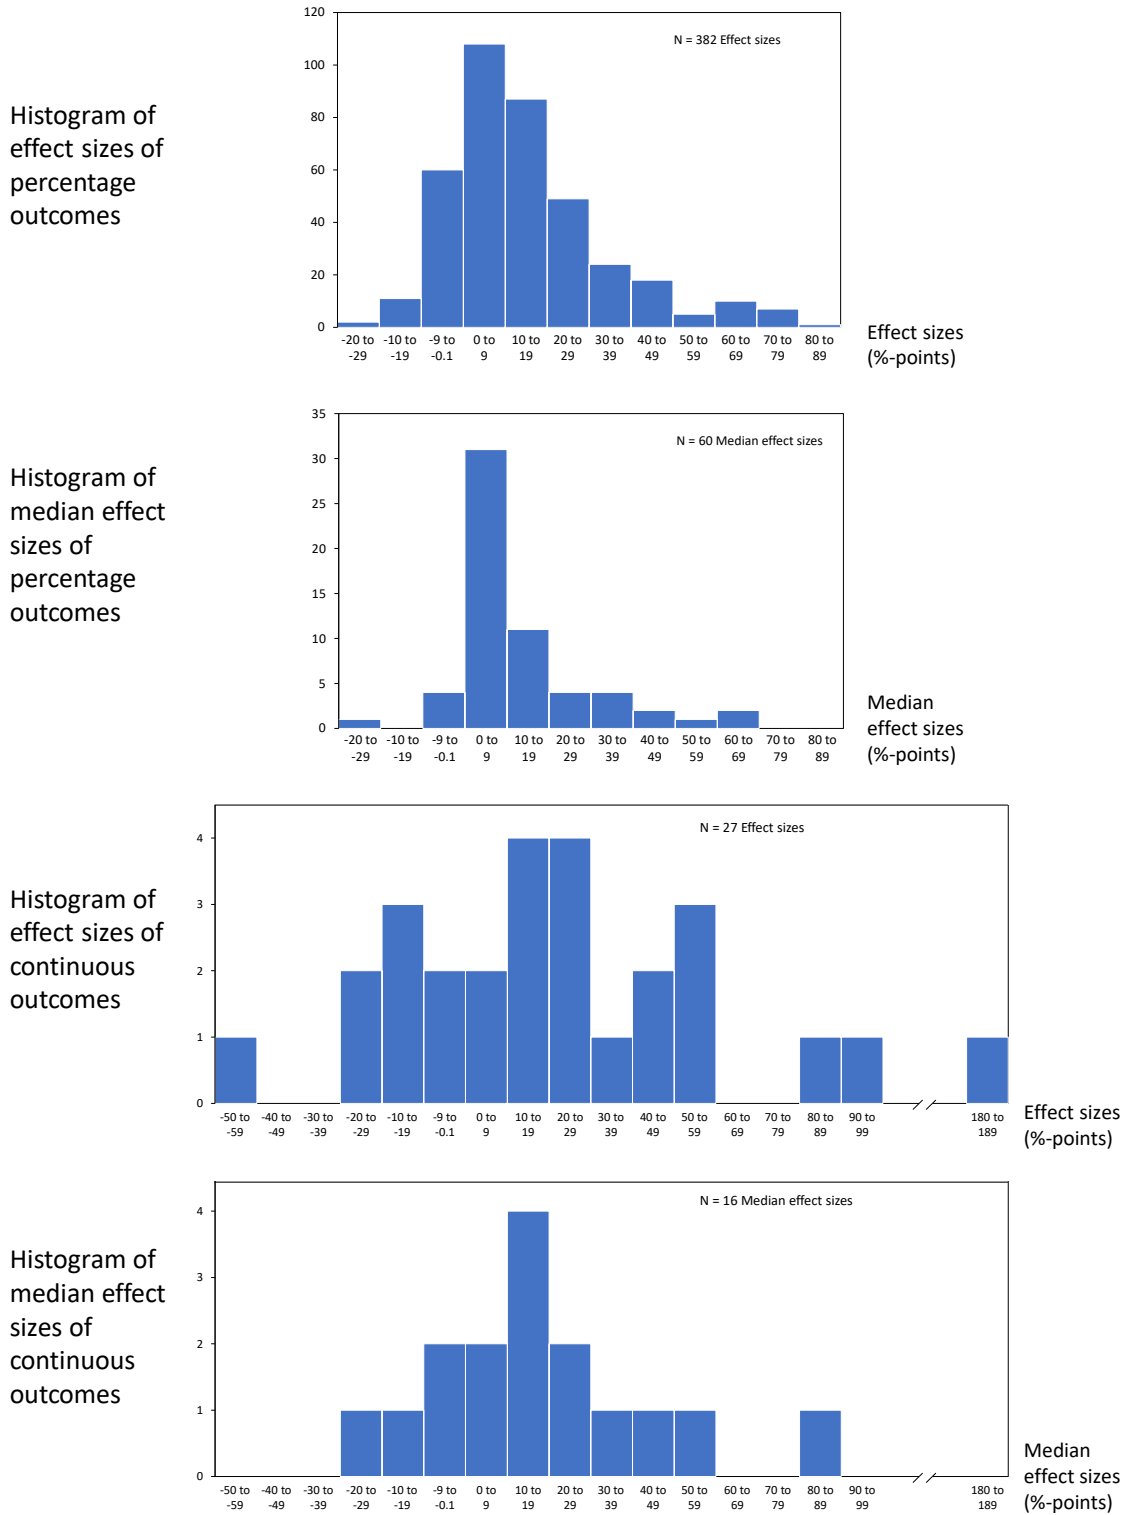 Histogram of
effect sizes of
percentage
outcomes
N = 382 Effect sizes
120
100
80
60
40
20
0
-20 to -10 to -9 to 0 to 10 to 20 to 30 to 40 to 50 to 60 to 70 to 80 to
-29 -19 -0.1 9 19 29 39 49 59 69 79 89
Effect sizes
(%-points)
Histogram of
median effect
sizes of
percentage
outcomes
N = 60 Median effect sizes
35
30
25
20
15
10
5
0
-20 to -10 to -9 to 0 to 10 to 20 to 30 to 40 to 50 to 60 to 70 to 80 to
-29 -19 -0.1 9 19 29 39 49 59 69 79 89
Median
effect sizes
(%-points)
Histogram of
effect sizes of
continuous
outcomes
N = 27 Effect sizes
4
3
2
1
0
-50 to -40 to -30 to -20 to -10 to -9 to 0 to 10 to 20 to 30 to 40 to 50 to 60 to 70 to 80 to 90 to 180 to
-59 -49 -39 -29 -19 -0.1 9 19 29 39 49 59 69 79 89 99 189
Effect sizes
(%-points)
Histogram of
median effect
sizes of
continuous
outcomes
N = 16 Median effect sizes
4
3
2
1
0
-50 to -40 to -30 to -20 to -10 to -9 to 0 to 10 to 20 to 30 to 40 to 50 to 60 to 70 to 80 to 90 to 180 to
-59 -49 -39 -29 -19 -0.1 9 19 29 39 49 59 69 79 89 99 189
Median
effect sizes
(%-points)